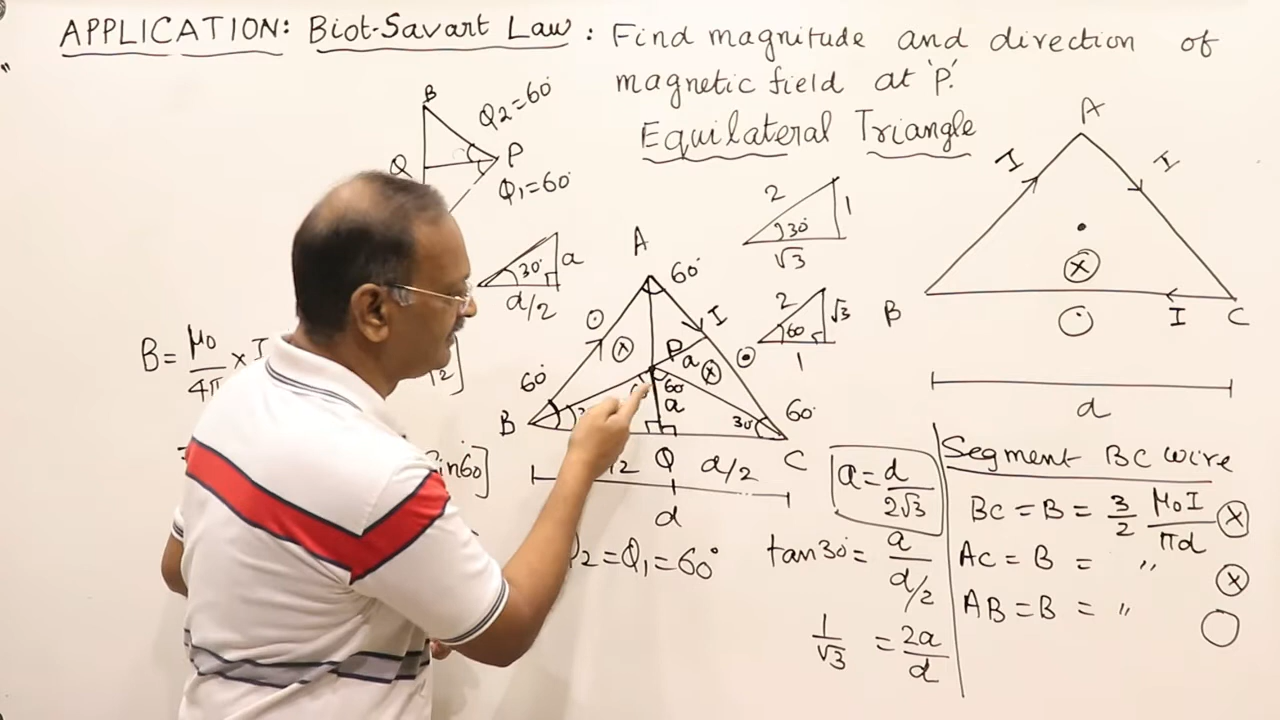 APPLICATION: Biot-Savart Law : Find magnitude and direction of
magnetic field at 'P'.
Equilateral Triangle
B
Q2=60°
Q
P
Q1=60°
2
1
30°
√3
30°
a
d/2
2
√3
60
1
A
60°
I
P
a
60°
60
a
30
60°
B
C
Q
d/2
d
A
I
I
B
I
C
d
B = μ0
4π
× I
sin60]
2=Q1=60°
a = d
2√3
tan30 = a
d/2
1
√3
= 2a
d
Segment BC wire
BC = B = 3/2 μ0I/πd
AC = B = "
AB = B = "